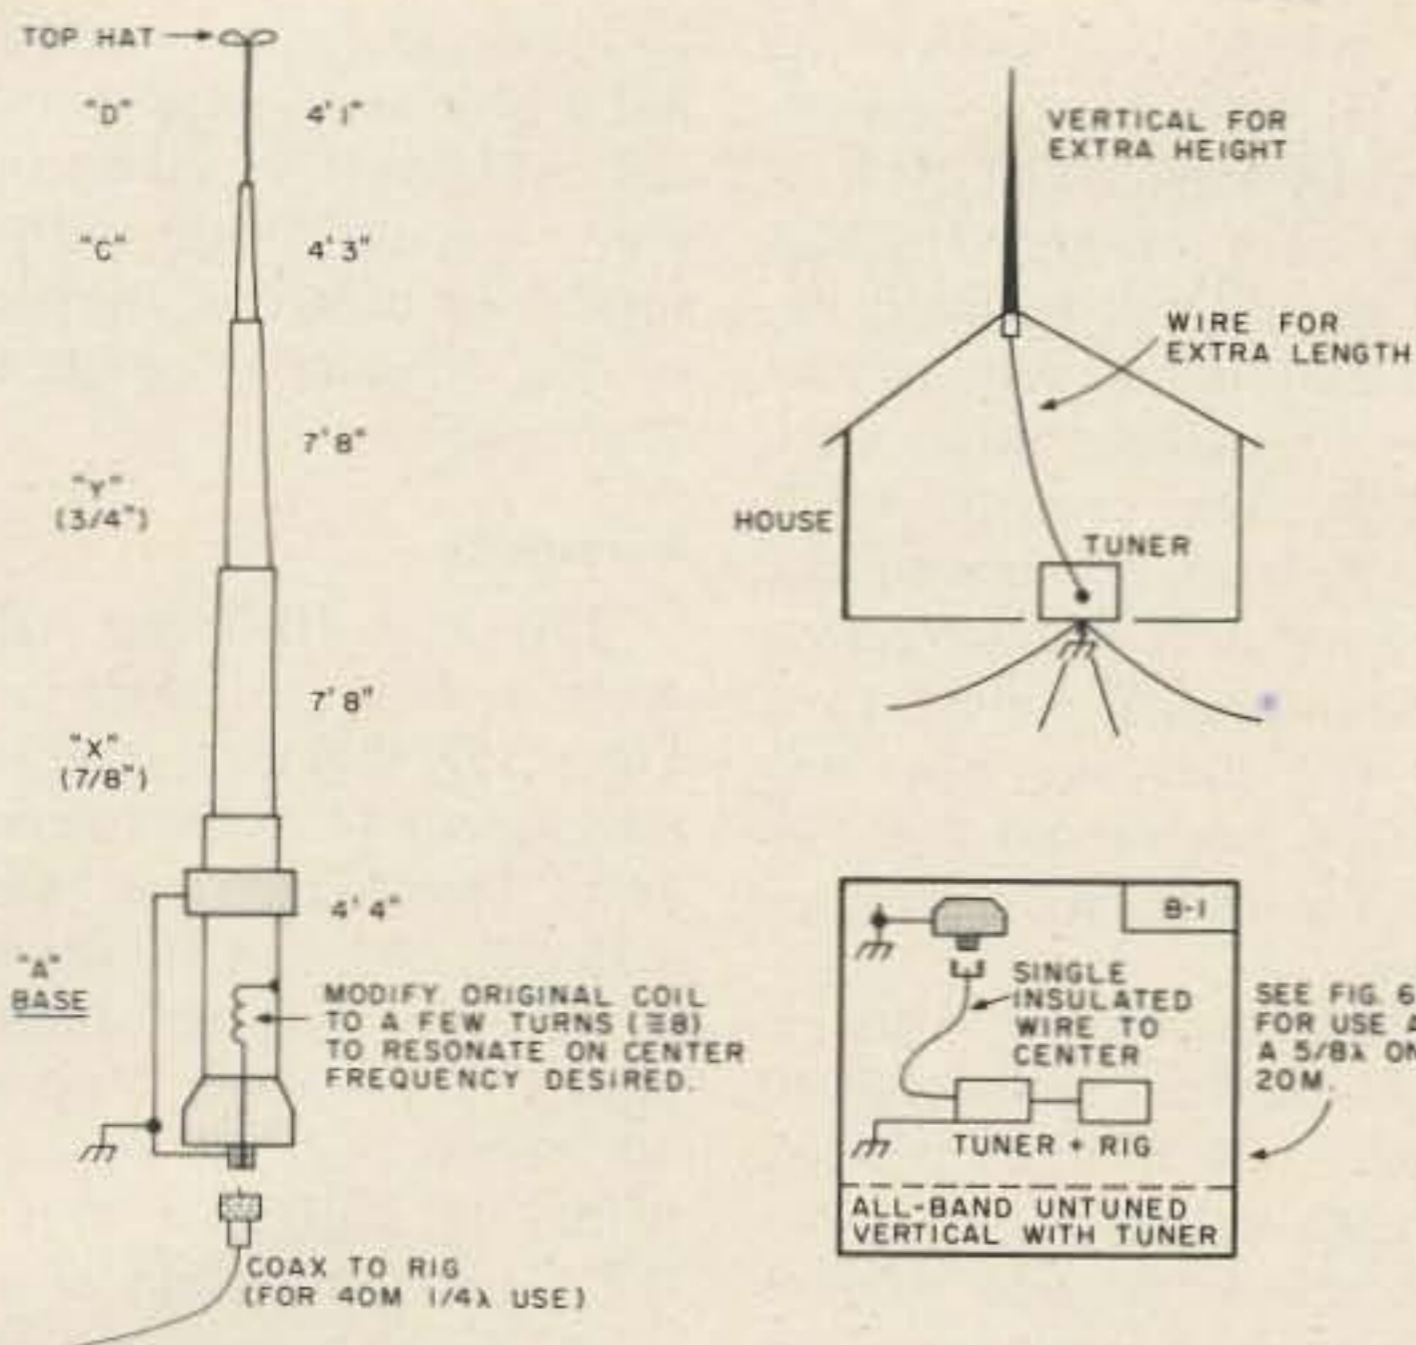 TOP HAT
"D"
4'1"
"C"
4'3"
7'8"
"Y"
(3/4")
7'8"
"X"
(7/8")
4'4"
"A"
BASE
MODIFY ORIGINAL COIL
TO A FEW TURNS (≅8)
TO RESONATE ON CENTER
FREQUENCY DESIRED.
COAX TO RIG
(FOR 40M 1/4λ USE)
VERTICAL FOR
EXTRA HEIGHT
WIRE FOR
EXTRA LENGTH
HOUSE
TUNER
B-1
SINGLE
INSULATED
WIRE TO
CENTER
TUNER + RIG
ALL-BAND UNTUNED
VERTICAL WITH TUNER
SEE FIG. 6
FOR USE A
A 5/8λ ON
20M.